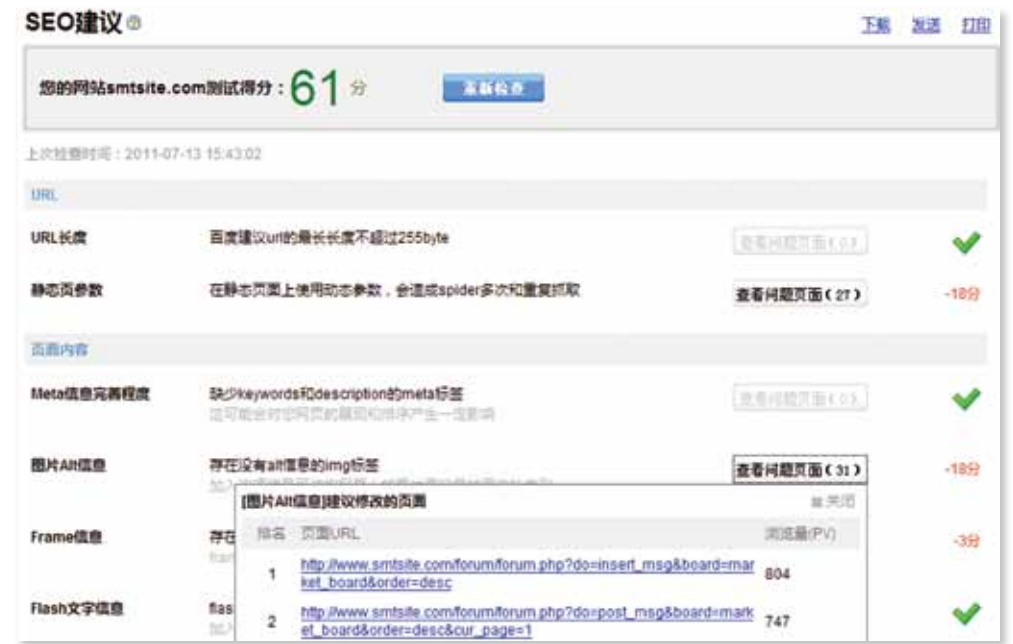 SEO建议
下载 发送 打印
您的网站smtsite.com测试得分：61 分 重新检查
上次检查时间：2011-07-13 15:43:02
URL
URL长度 百度建议url的最长长度不超过255byte 查看问题页面(0)
静态页参数 在静态页面上使用动态参数，会造成spider多次和重复抓取 查看问题页面(27) -18分
页面内容
Meta信息完善程度 缺少keywords和description的meta标签 查看问题页面(0)
这可能会对您网页的展现和排序产生一定影响
图片Alt信息 存在没有alt信息的img标签 查看问题页面(31) -18分
[图片Alt信息]建议修改的页面 关闭
Frame信息 存在 -3分
排名 页面URL 浏览量(PV)
1 http://www.smtsite.com/forum/forum.php?do=insert_msg&board=mar
ket_board&order=desc 804
Flash文字信息 flas
2 http://www.smtsite.com/forum/forum.php?do=post_msg&board=mark
et_board&order=desc&cur_page=1 747